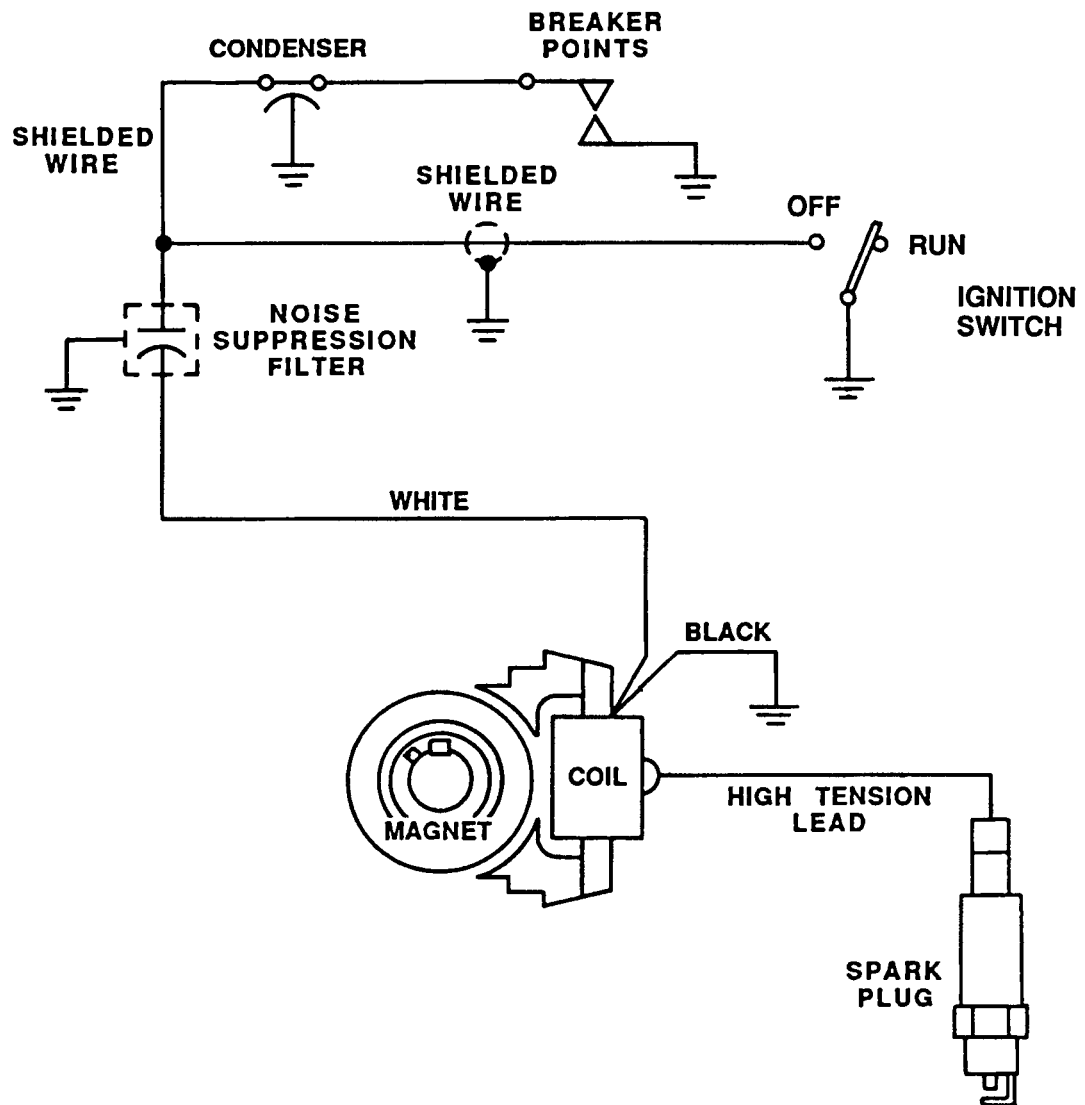 CONDENSER
BREAKER
POINTS
SHIELDED
WIRE
SHIELDED
WIRE
OFF
RUN
IGNITION
SWITCH
NOISE
SUPPRESSION
FILTER
WHITE
BLACK
COIL
MAGNET
HIGH TENSION
LEAD
SPARK
PLUG